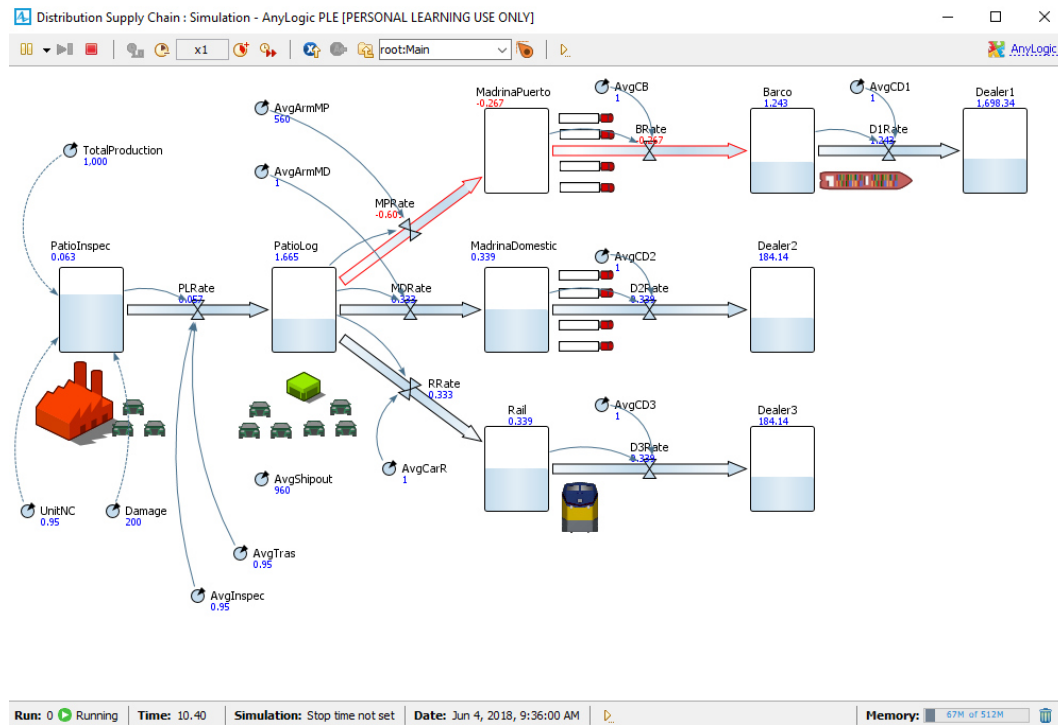 Distribution Supply Chain : Simulation - AnyLogic PLE [PERSONAL LEARNING USE ONLY]
x1
root:Main
AnyLogic
MadrinaPuerto
-0.267
AvgCB
1
Barco
1.243
AvgCD1
1
Dealer1
1,698.34
AvgArmMP
560
BRate
-0.267
D1Rate
1.243
TotalProduction
1,000
AvgArmMD
1
MPRate
-0.609
PatioInspec
0.063
PatioLog
1.665
MadrinaDomestic
0.339
AvgCD2
1
Dealer2
184.14
PLRate
0.057
MDRate
0.333
D2Rate
0.339
RRate
0.333
Rail
0.339
AvgCD3
1
Dealer3
184.14
D3Rate
0.339
AvgCarR
1
AvgShipout
960
UnitNC
0.95
Damage
200
AvgTras
0.95
AvgInspec
0.95
Run: 0 Running Time: 10.40 Simulation: Stop time not set Date: Jun 4, 2018, 9:36:00 AM Memory: 67M of 512M